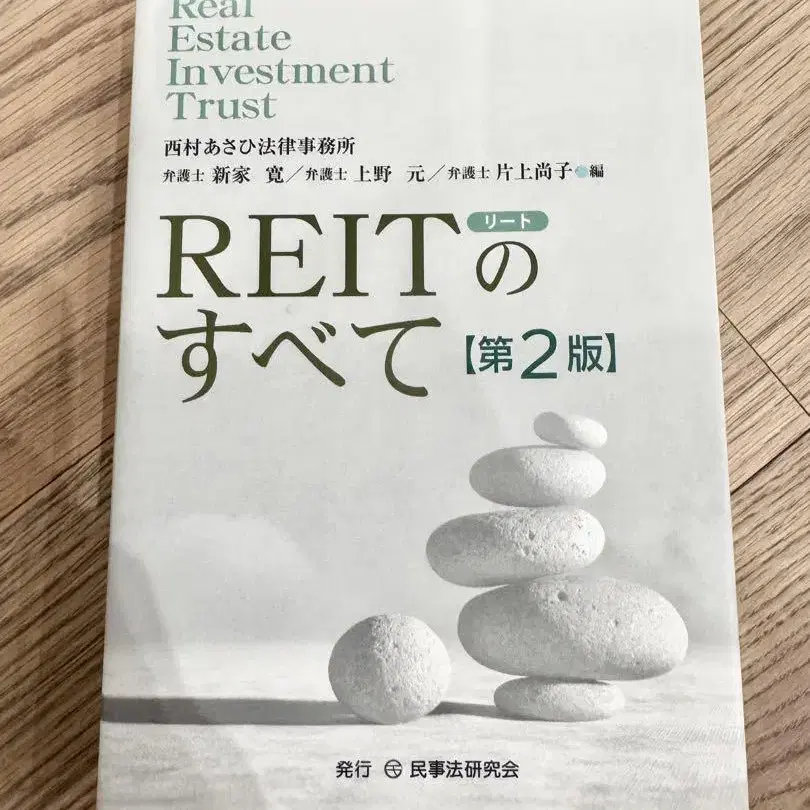 Real
Estate
Investment
Trust
西村あさひ法律事務所
弁護士 新家 寛／弁護士 上野 元／弁護士 片上尚子●編
リート
REITの
すべて【第2版】
発行 民事法研究会